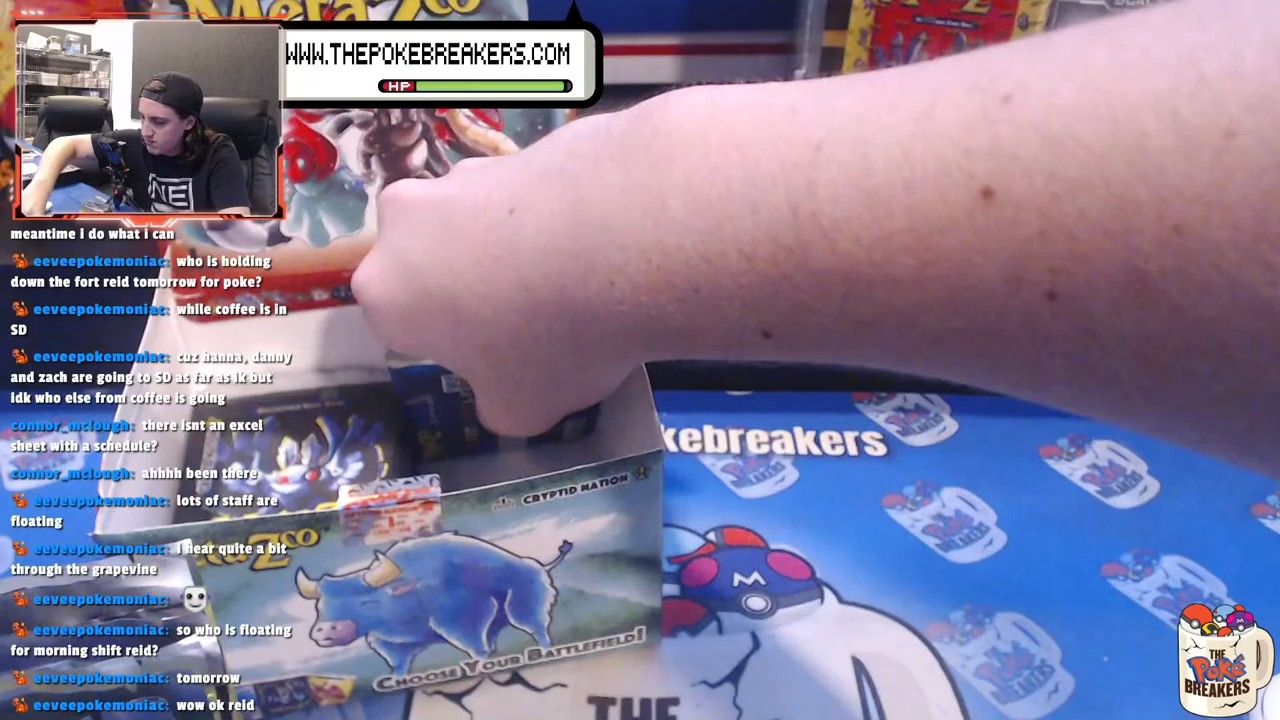 MetaZoo
WWW.THEPOKEBREAKERS.COM
HP
NE
meantime i do what i can
eeveepokemoniac: who is holding
down the fort reid tomorrow for poke?
eeveepokemoniac: while coffee is in
SD
eeveepokemoniac: cuz hanna, danny
and zach are going to SD as far as ik but
idk who else from coffee is going
connor_mclough: there isnt an excel
sheet with a schedule?
connor_mclough: ahhhh been there
eeveepokemoniac: lots of staff are
floating
eeveepokemoniac: I hear quite a bit
through the grapevine
eeveepokemoniac:
so who is floating
for morning shift reid?
eeveepokemoniac: tomorrow
eeveepokemoniac: wow ok reid
kebreakers
CRYPTID NATION
MetaZoo
CHOOSE YOUR BATTLEFIELD!
M
THE
THE
Poké
BREAKERS